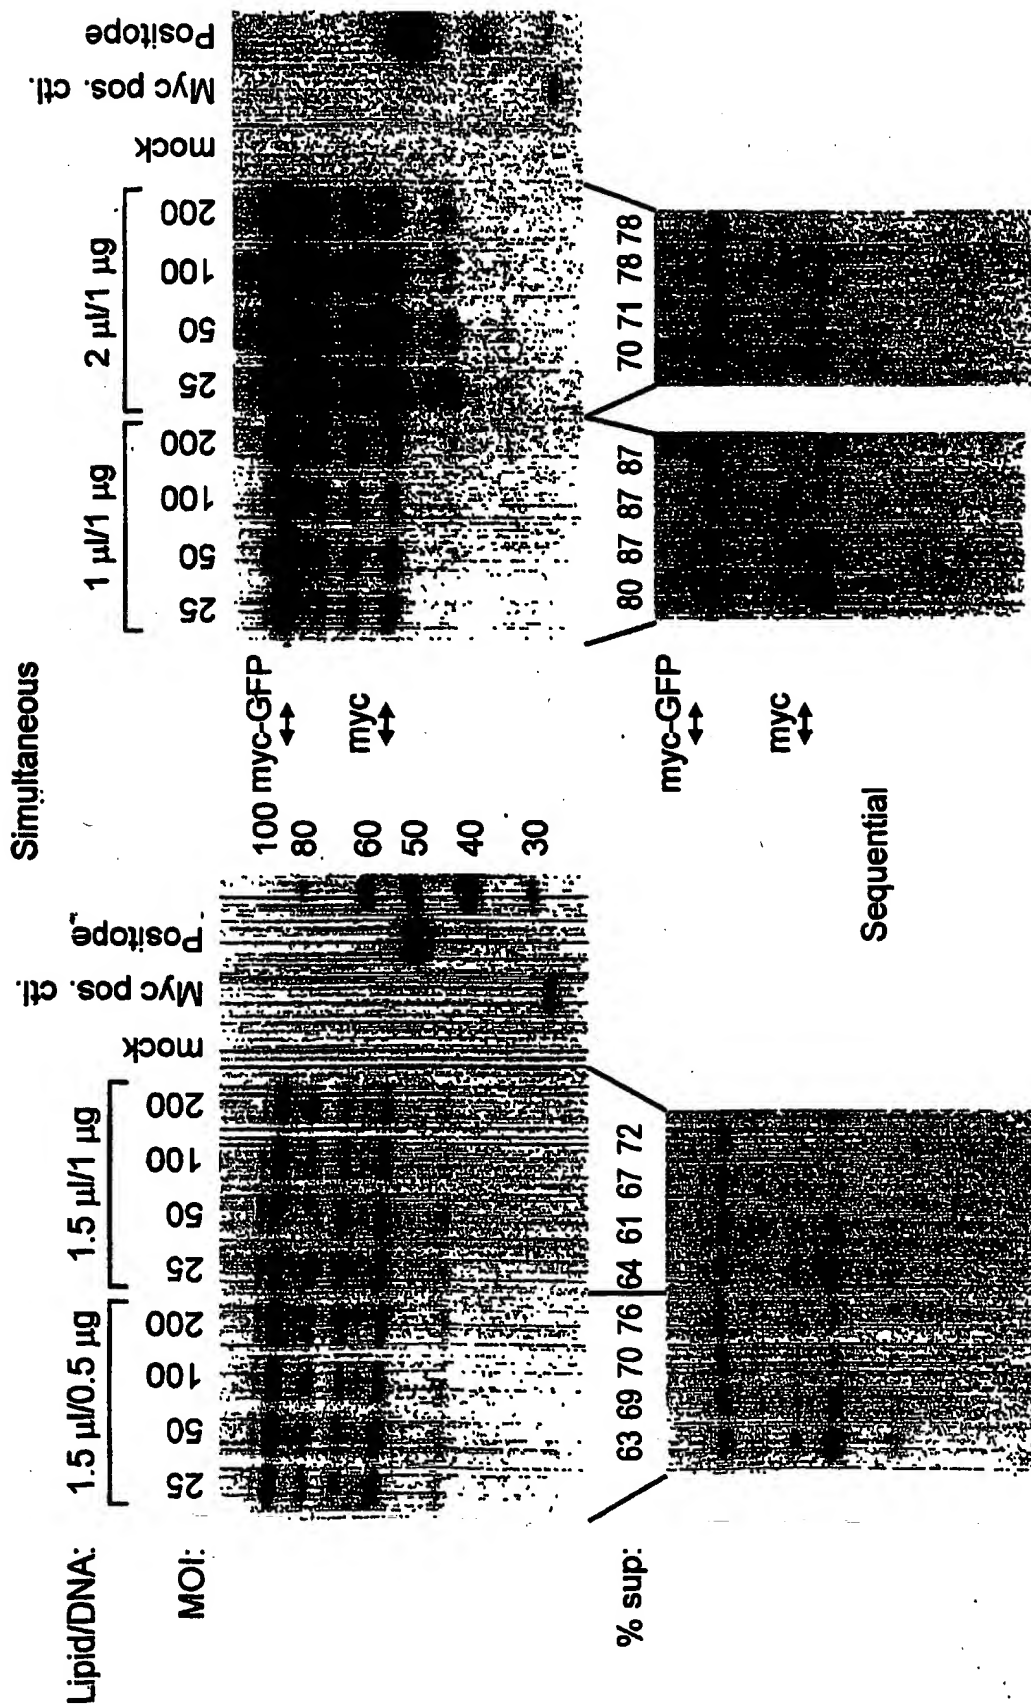 Simultaneous
Lipid/DNA: 1.5 µl/0.5 µg 1.5 µl/1 µg 1 µl/1 µg 2 µl/1 µg
MOI: 25 50 100 200 25 50 100 200 mock Myc pos. ctl. Positope 25 50 100 200 25 50 100 200 mock Myc pos. ctl. Positope
100 myc-GFP
80
myc
60
50
40
30
% sup: 63 69 70 76 64 61 67 72 80 87 87 87 70 71 78 78
myc-GFP
myc
Sequential